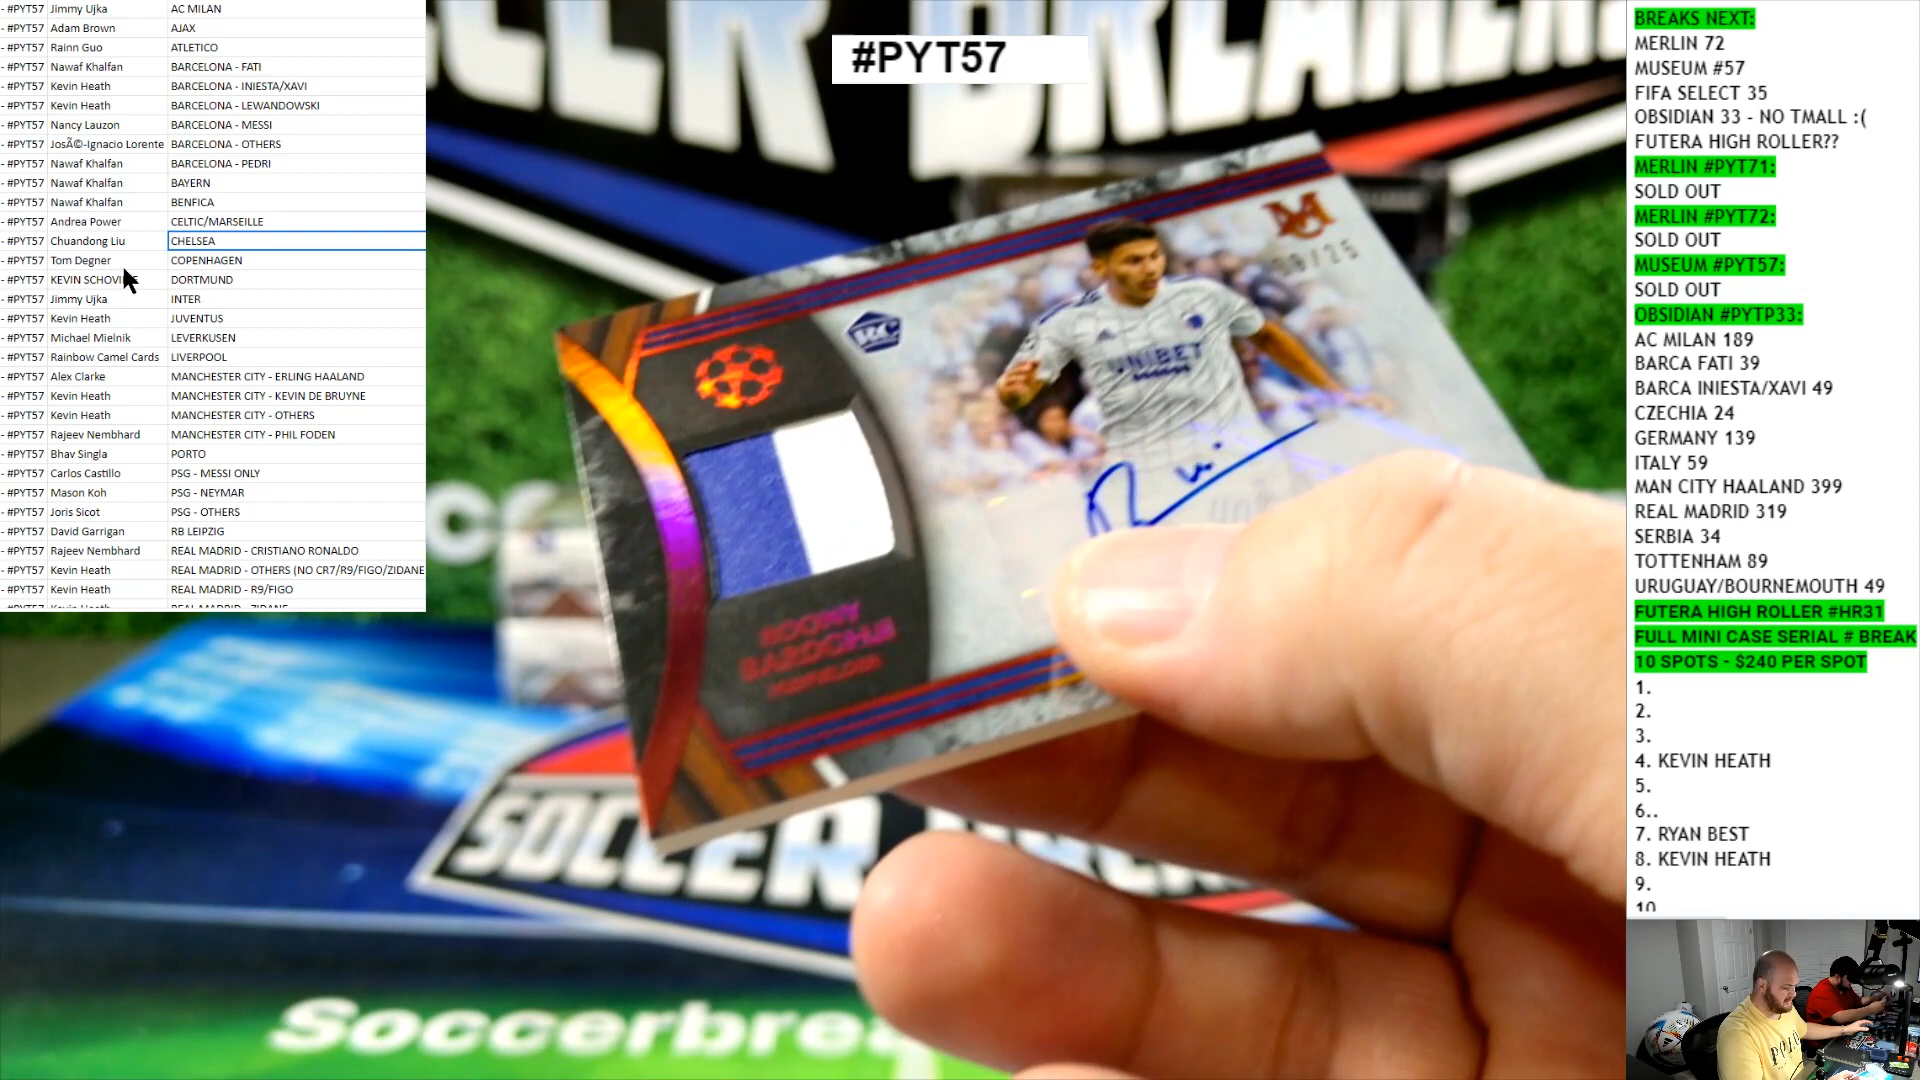 #PYT57
- #PYT57 Jimmy Ujka AC MILAN
- #PYT57 Adam Brown AJAX
- #PYT57 Rainn Guo ATLETICO
- #PYT57 Nawaf Khalfan BARCELONA - FATI
- #PYT57 Kevin Heath BARCELONA - INIESTA/XAVI
- #PYT57 Kevin Heath BARCELONA - LEWANDOWSKI
- #PYT57 Nancy Lauzon BARCELONA - MESSI
- #PYT57 JosÃ©-Ignacio Lorente BARCELONA - OTHERS
- #PYT57 Nawaf Khalfan BARCELONA - PEDRI
- #PYT57 Nawaf Khalfan BAYERN
- #PYT57 Nawaf Khalfan BENFICA
- #PYT57 Andrea Power CELTIC/MARSEILLE
- #PYT57 Chuandong Liu CHELSEA
- #PYT57 Tom Degner COPENHAGEN
- #PYT57 KEVIN DORTMUND
- #PYT57 Jimmy Ujka INTER
- #PYT57 Kevin Heath JUVENTUS
- #PYT57 Michael Mielnik LEVERKUSEN
- #PYT57 Rainbow Camel Cards LIVERPOOL
- #PYT57 Alex Clarke MANCHESTER CITY - ERLING HAALAND
- #PYT57 Kevin Heath MANCHESTER CITY - KEVIN DE BRUYNE
- #PYT57 Kevin Heath MANCHESTER CITY - OTHERS
- #PYT57 Rajeev Nembhard MANCHESTER CITY - PHIL FODEN
- #PYT57 Bhav Singla PORTO
- #PYT57 Carlos Castillo PSG - MESSI ONLY
- #PYT57 Mason Koh PSG - NEYMAR
- #PYT57 Joris Sicot PSG - OTHERS
- #PYT57 David Garrigan RB LEIPZIG
- #PYT57 Rajeev Nembhard REAL MADRID - CRISTIANO RONALDO
- #PYT57 Kevin Heath REAL MADRID - OTHERS (NO CR7/R9/FIGO/ZIDANE
- #PYT57 Kevin Heath REAL MADRID - R9/FIGO
- #PYT57 Kevin Heath REAL MADRID - ZIDANE
RC
UNIBET
ROONY
BARDGHJI
MIDFIELDER
SOCCER
Soccerbrea
BREAKS NEXT:
MERLIN 72
MUSEUM #57
FIFA SELECT 35
OBSIDIAN 33 - NO TMALL :(
FUTERA HIGH ROLLER??
MERLIN #PYT71:
SOLD OUT
MERLIN #PYT72:
SOLD OUT
MUSEUM #PYT57:
SOLD OUT
OBSIDIAN #PYTP33:
AC MILAN 189
BARCA FATI 39
BARCA INIESTA/XAVI 49
CZECHIA 24
GERMANY 139
ITALY 59
MAN CITY HAALAND 399
REAL MADRID 319
SERBIA 34
TOTTENHAM 89
URUGUAY/BOURNEMOUTH 49
FUTERA HIGH ROLLER #HR31
FULL MINI CASE SERIAL # BREAK
10 SPOTS - $240 PER SPOT
1.
2.
3.
4. KEVIN HEATH
5.
6..
7. RYAN BEST
8. KEVIN HEATH
9.
10